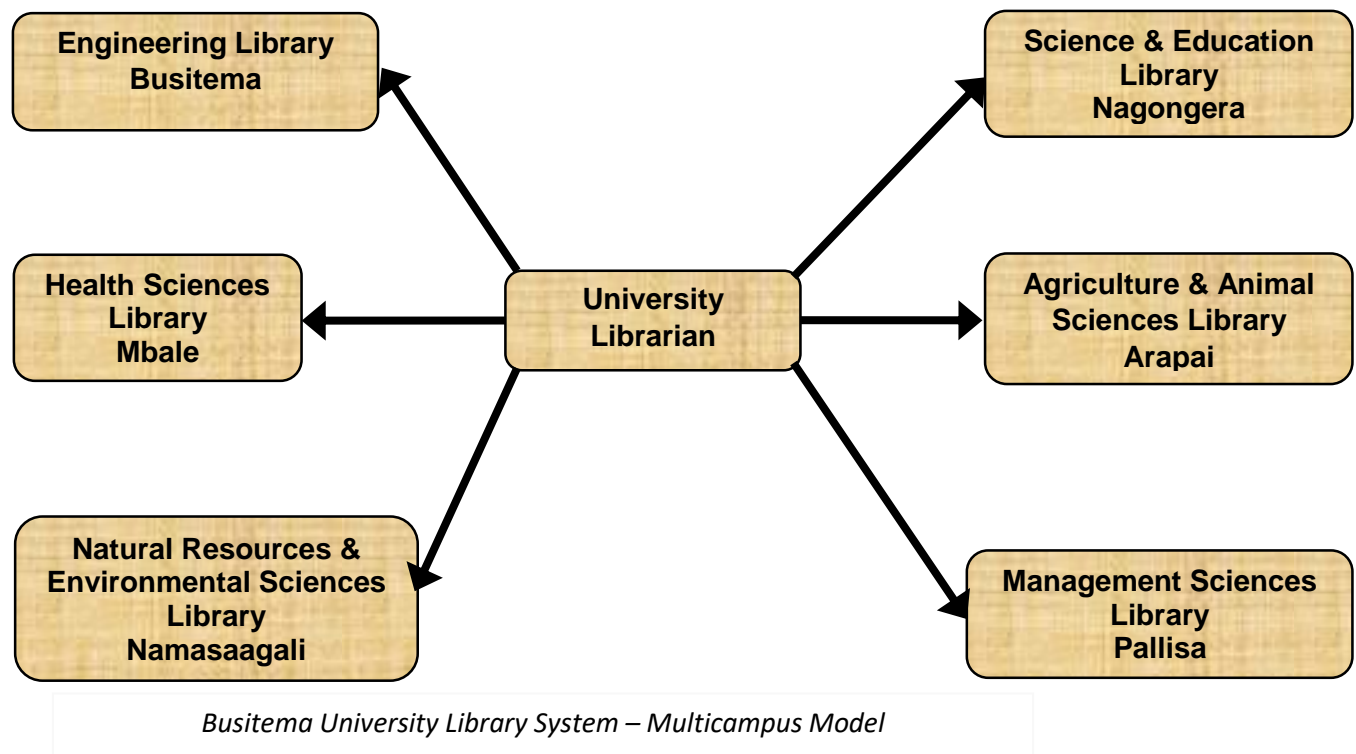 Engineering Library
Busitema
Science & Education
Library
Nagongera
Health Sciences
Library
Mbale
University
Librarian
Agriculture & Animal
Sciences Library
Arapai
Natural Resources &
Environmental Sciences
Library
Namasaagali
Management Sciences
Library
Pallisa
Busitema University Library System – Multicampus Model